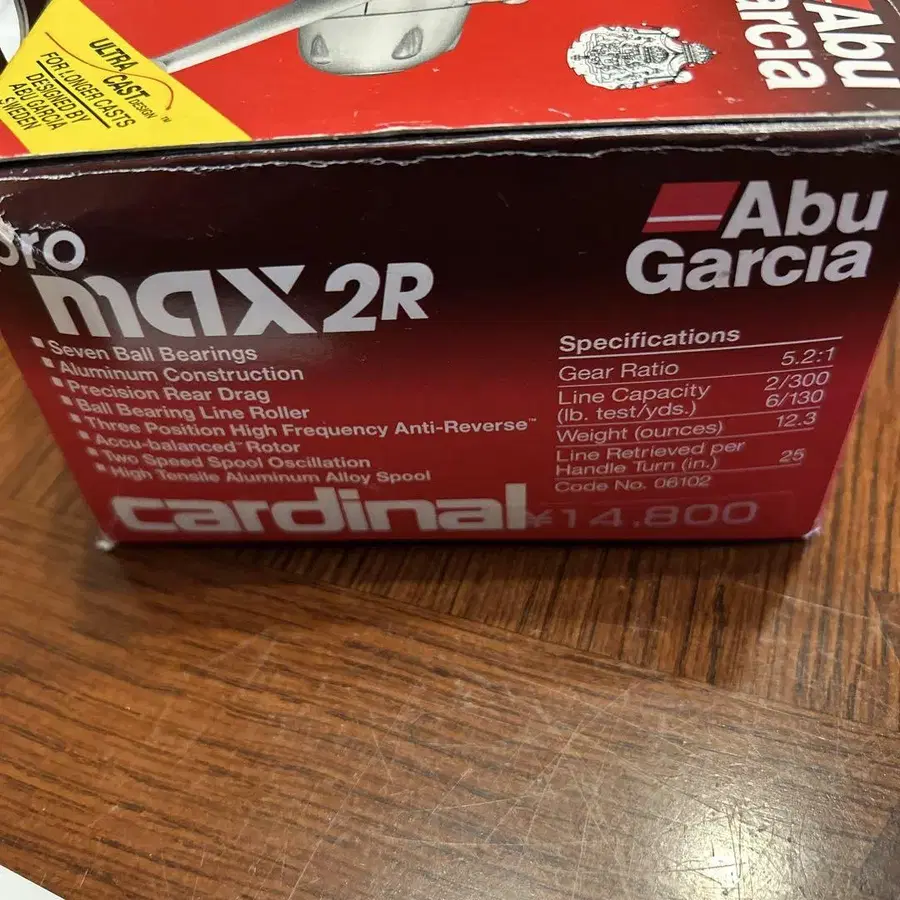 ULTRA CAST DESIGN™
FOR LONGER CASTS
DESIGNED BY
ABU GARCIA
SWEDEN
Abu
arcia
pro
max 2R
Abu
Garcia
▪ Seven Ball Bearings
▪ Aluminum Construction
▪ Precision Rear Drag
▪ Ball Bearing Line Roller
▪ Three Position High Frequency Anti-Reverse™
▪ Accu-balanced™ Rotor
▪ Two Speed Spool Oscillation
▪ High Tensile Aluminum Alloy Spool
Specifications
Gear Ratio 5.2:1
Line Capacity 2/300
(lb. test/yds.) 6/130
Weight (ounces) 12.3
Line Retrieved per
Handle Turn (in.) 25
Code No. 06102
cardinal
¥14,800